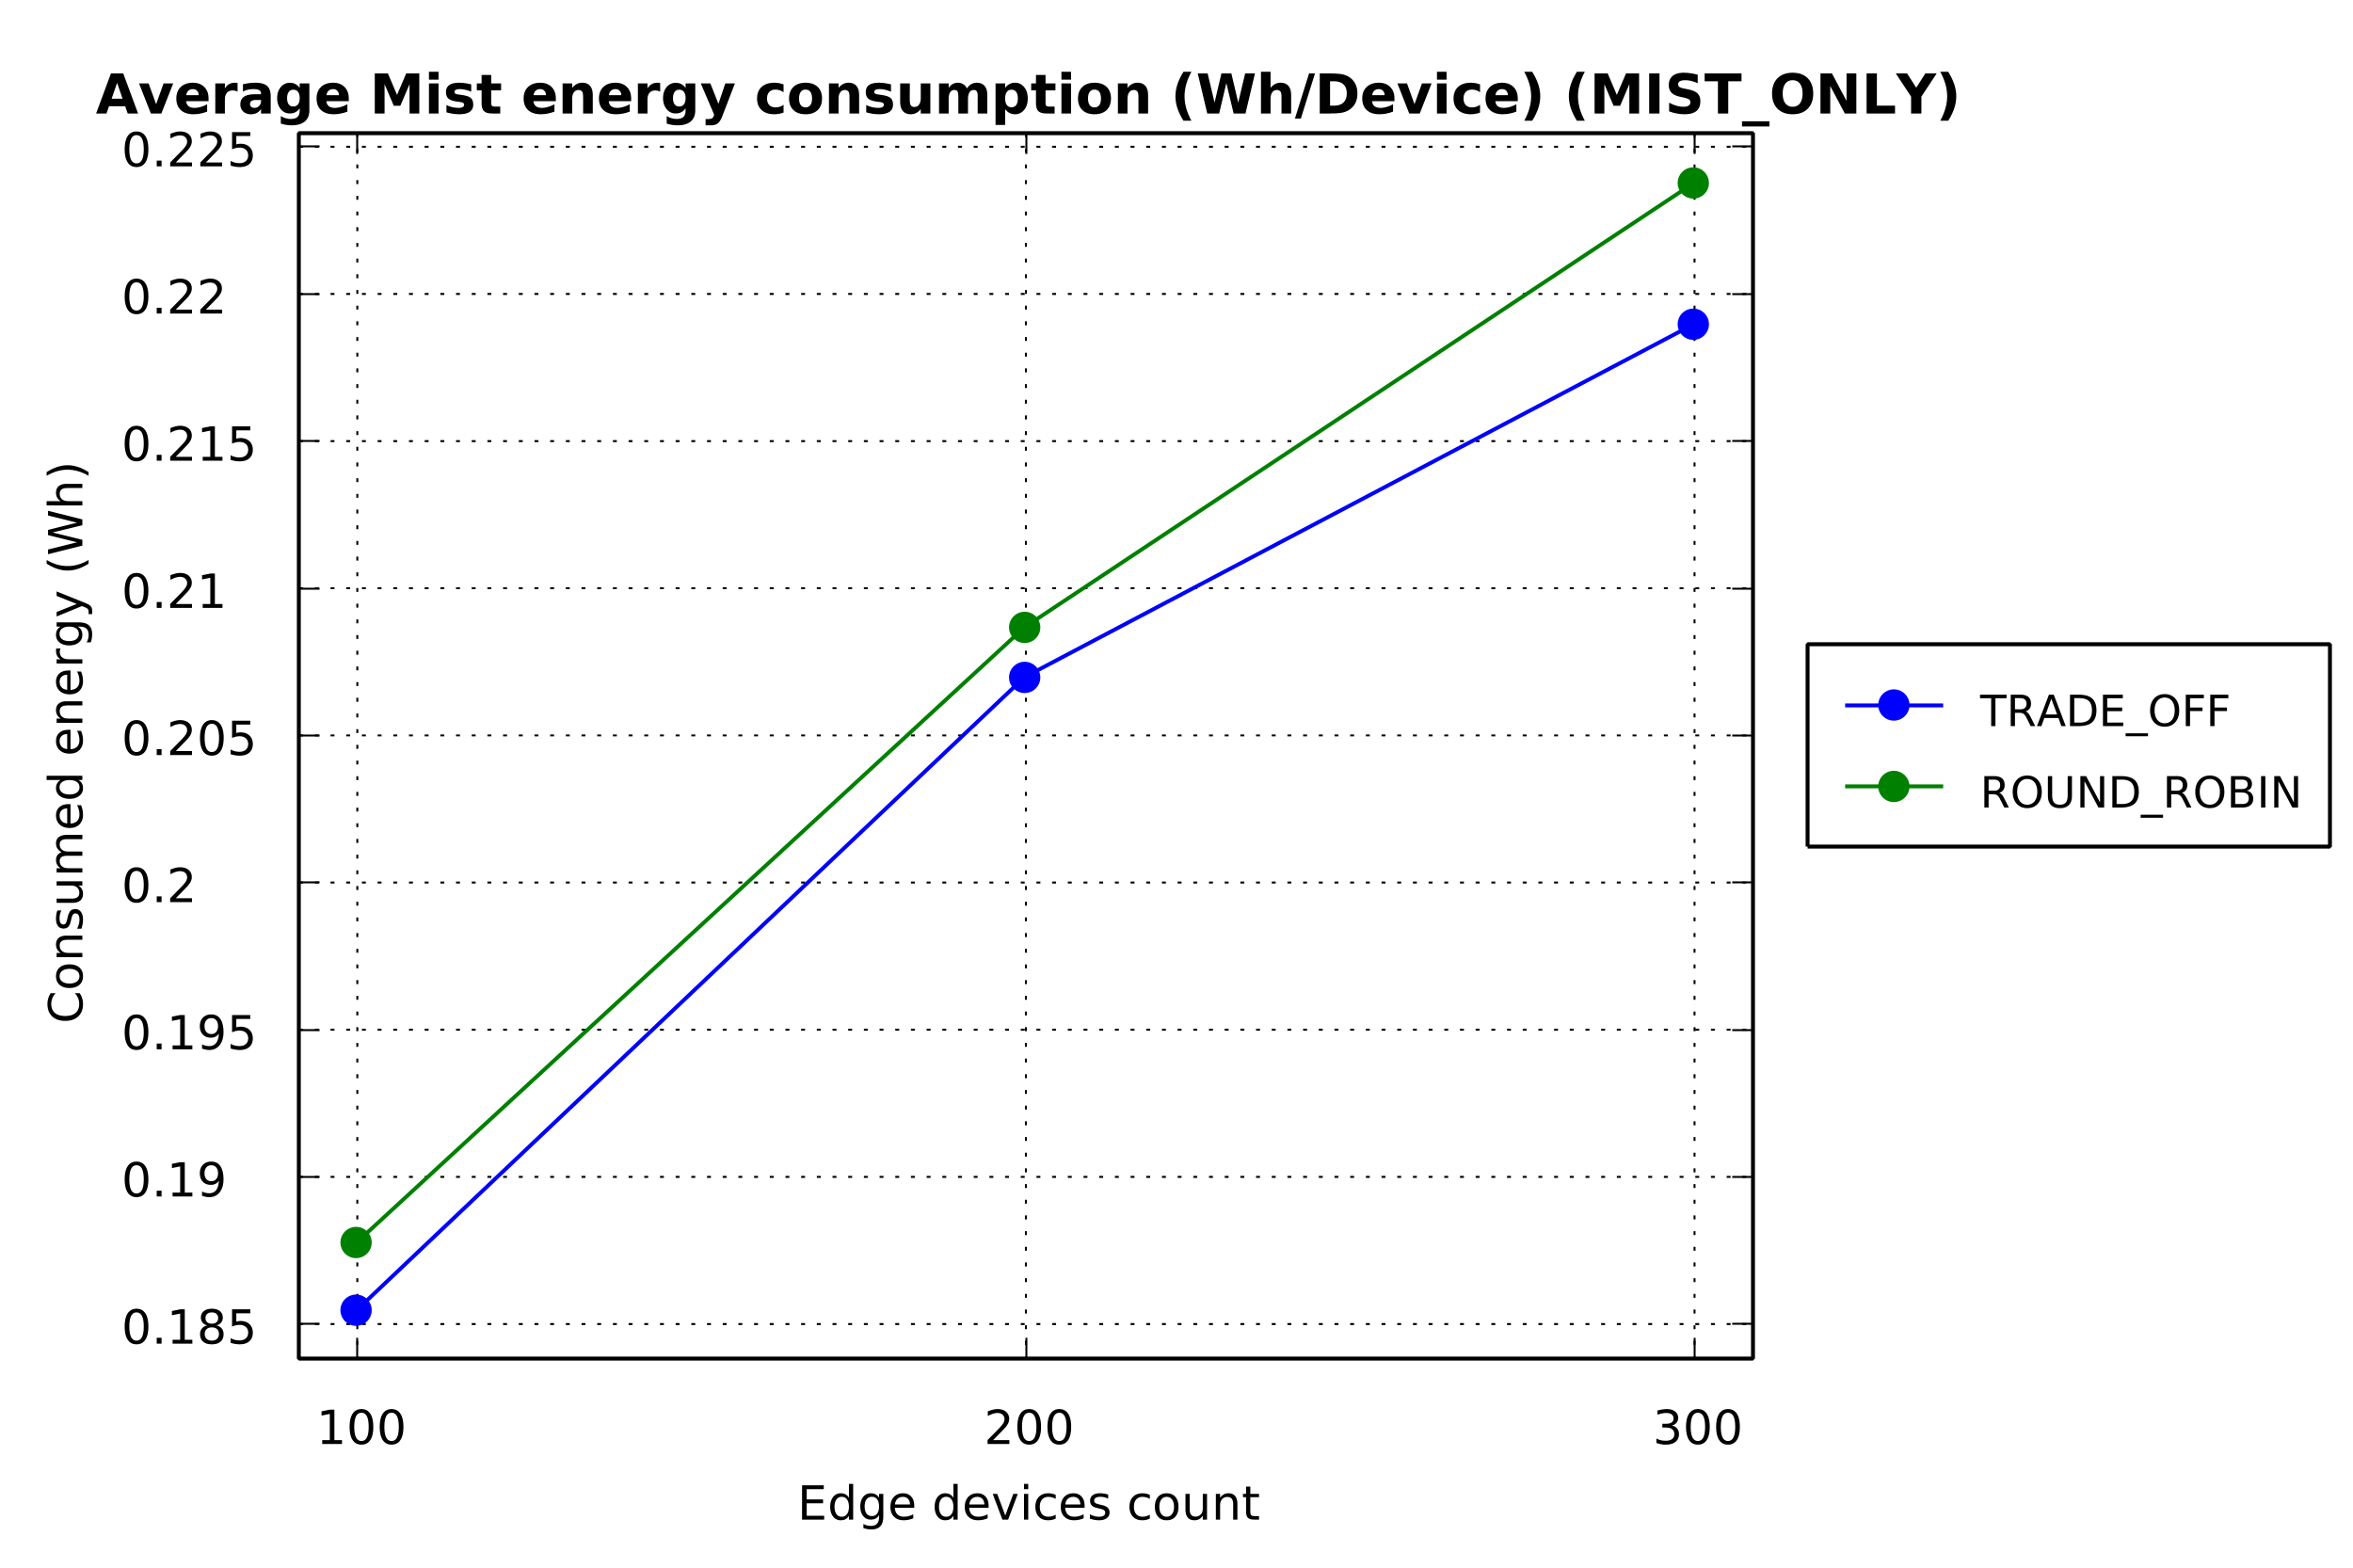 Average Mist energy consumption (Wh/Device) (MIST_ONLY)
0.225
0.22
0.215
0.21
0.205
0.2
0.195
0.19
0.185
Consumed energy (Wh)
100 200 300
Edge devices count
TRADE_OFF
ROUND_ROBIN